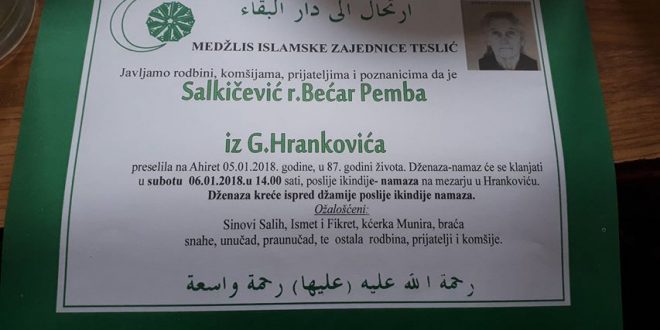 ارتحال الى دار البقاء
MEDŽLIS ISLAMSKE ZAJEDNICE TESLIĆ
Javljamo rodbini, komšijama, prijateljima i poznanicima da je
Salkičević r.Bećar Pemba
iz G.Hrankovića
preselila na Ahiret 05.01.2018. godine, u 87. godini života. Dženaza-namaz će se klanjati
u subotu 06.01.2018.u 14.00 sati, poslije ikindije- namaza na mezarju u Hrankoviću.
Dženaza kreće ispred džamije poslije ikindije namaza.
Ožalošćeni:
Sinovi Salih, Ismet i Fikret, kćerka Munira, braća
snahe, unučad, praunučad, te ostala rodbina, prijatelji i komšije.
رحمة الله عليه (عليها) رحمة واسعة